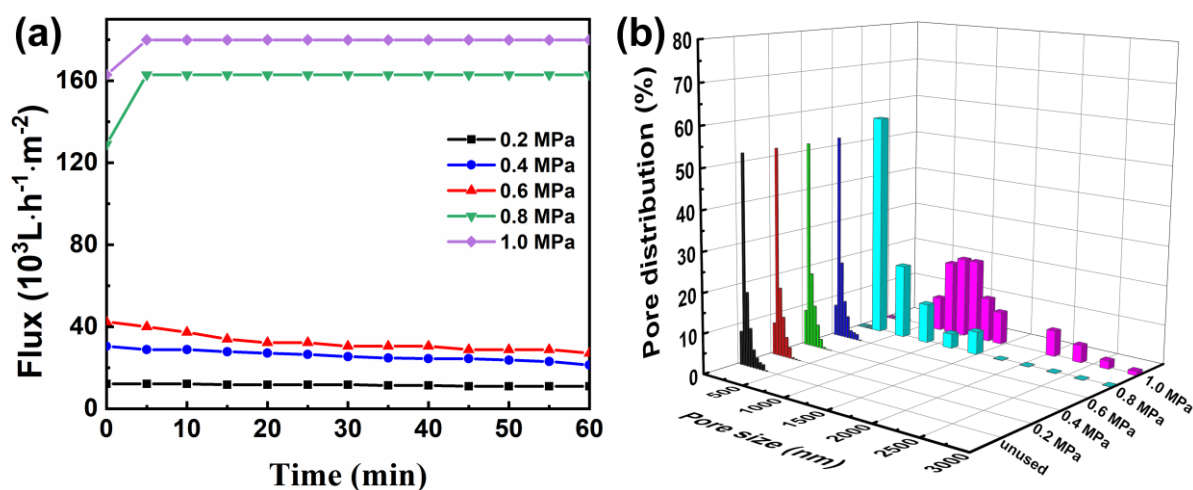 (a)
Flux (10³L·h⁻¹·m⁻²)
160
120
80
40
0
0 10 20 30 40 50 60
Time (min)
0.2 MPa
0.4 MPa
0.6 MPa
0.8 MPa
1.0 MPa
(b)
Pore distribution (%)
80
70
60
50
40
30
20
10
0
500
1000
1500
2000
2500
3000
Pore size (nm)
unused
0.2 MPa
0.4 MPa
0.6 MPa
0.8 MPa
1.0 MPa